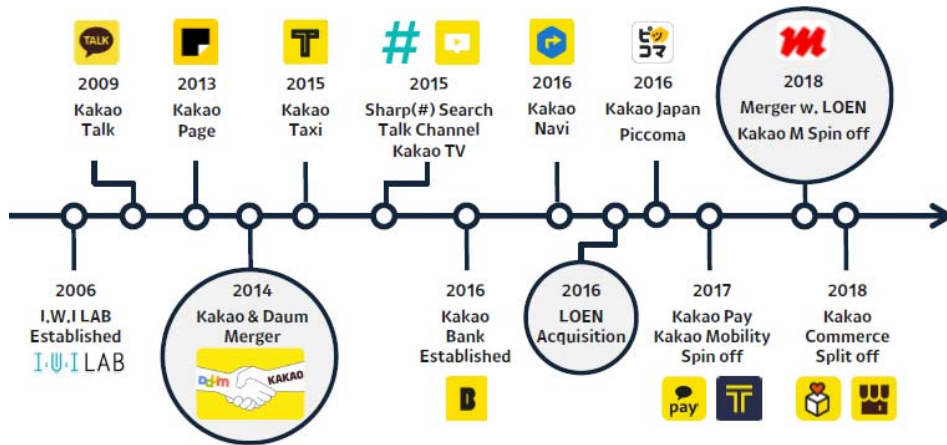 TALK
2009
Kakao
Talk
2013
Kakao
Page
2015
Kakao
Taxi
#
2015
Sharp(#) Search
Talk Channel
Kakao TV
2016
Kakao
Navi
ピッ
コマ
2016
Kakao Japan
Piccoma
m
2018
Merger w. LOEN
Kakao M Spin off
2006
I.W.I LAB
Established
I·W·I LAB
2014
Kakao & Daum
Merger
Daum
KAKAO
2016
Kakao
Bank
Established
B
2016
LOEN
Acquisition
2017
Kakao Pay
Kakao Mobility
Spin off
pay
T
2018
Kakao
Commerce
Split off